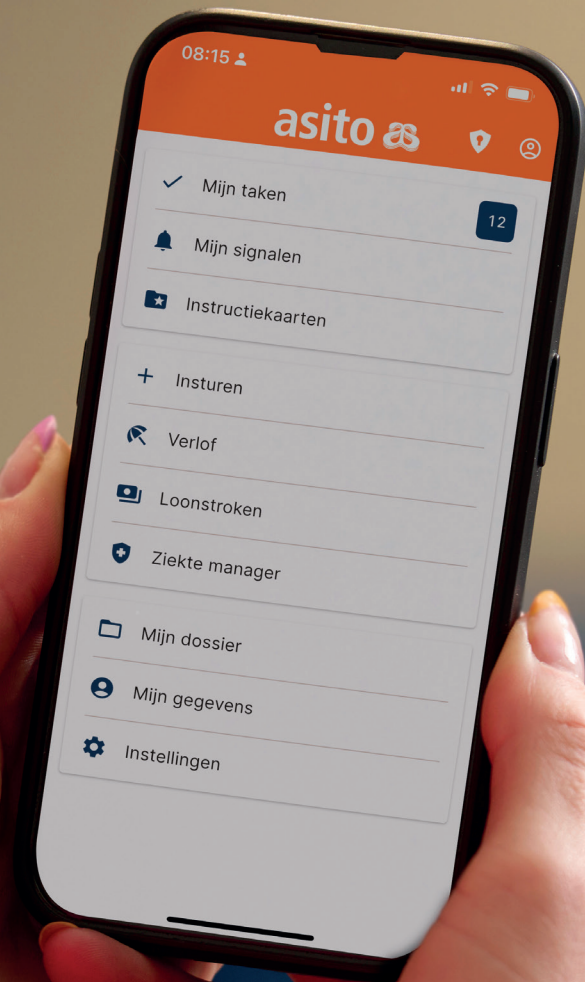 08:15
asito
Mijn taken
12
Mijn signalen
Instructiekaarten
Insturen
Verlof
Loonstroken
Ziekte manager
Mijn dossier
Mijn gegevens
Instellingen